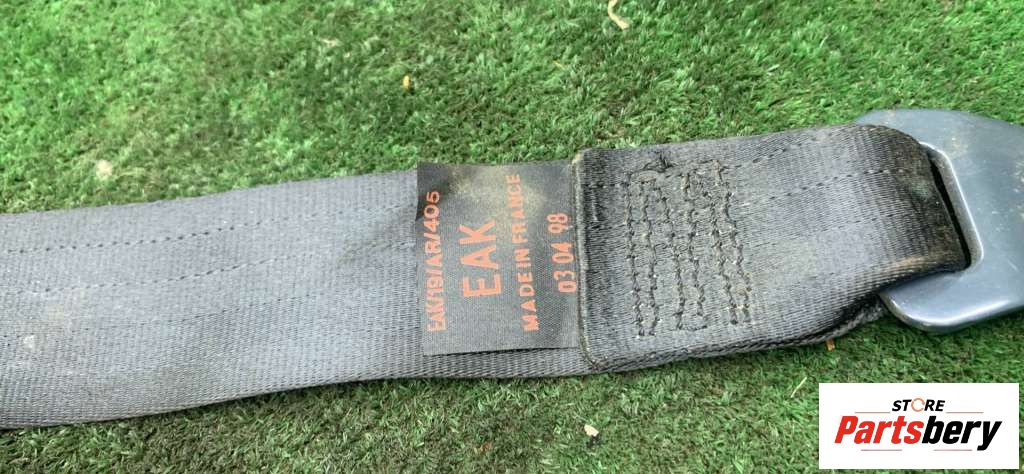 EAK/19/AR/405
EAK
MADE IN FRANCE
03 04 98
STORE
Partsbery